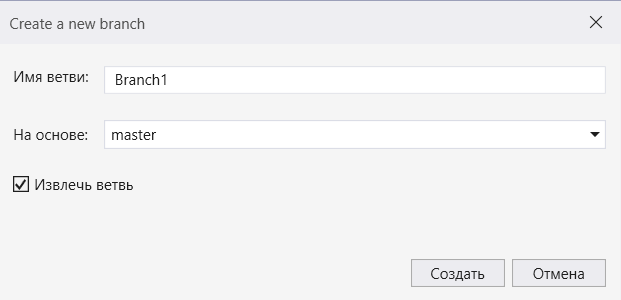 Create a new branch
Имя ветви: Branch1
На основе: master
Извлечь ветвь
Создать Отмена